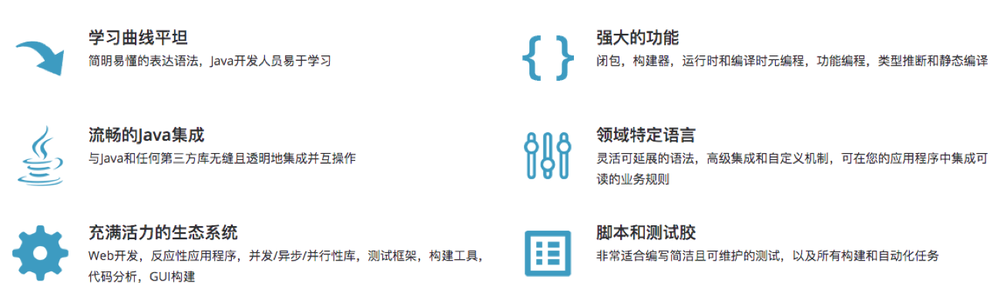 学习曲线平坦
简明易懂的表达语法，Java开发人员易于学习
强大的功能
闭包，构建器，运行时和编译时元编程，功能编程，类型推断和静态编译
流畅的Java集成
与Java和任何第三方库无缝且透明地集成并互操作
领域特定语言
灵活可延展的语法，高级集成和自定义机制，可在您的应用程序中集成可
读的业务规则
充满活力的生态系统
Web开发，反应性应用程序，并发/异步/并行性库，测试框架，构建工具，
代码分析，GUI构建
脚本和测试胶
非常适合编写简洁且可维护的测试，以及所有构建和自动化任务